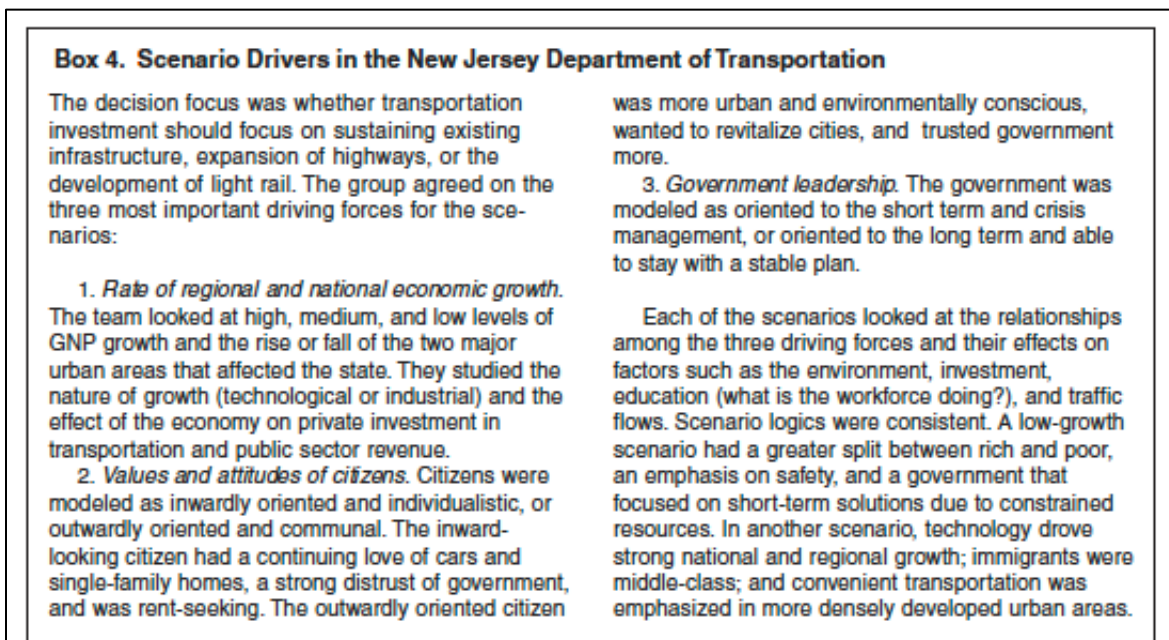 Box 4. Scenario Drivers in the New Jersey Department of Transportation
The decision focus was whether transportation
investment should focus on sustaining existing
infrastructure, expansion of highways, or the
development of light rail. The group agreed on the
three most important driving forces for the sce-
narios:
1. Rate of regional and national economic growth.
The team looked at high, medium, and low levels of
GNP growth and the rise or fall of the two major
urban areas that affected the state. They studied the
nature of growth (technological or industrial) and the
effect of the economy on private investment in
transportation and public sector revenue.
2. Values and attitudes of citizens. Citizens were
modeled as inwardly oriented and individualistic, or
outwardly oriented and communal. The inward-
looking citizen had a continuing love of cars and
single-family homes, a strong distrust of government,
and was rent-seeking. The outwardly oriented citizen
was more urban and environmentally conscious,
wanted to revitalize cities, and trusted government
more.
3. Government leadership. The government was
modeled as oriented to the short term and crisis
management, or oriented to the long term and able
to stay with a stable plan.
Each of the scenarios looked at the relationships
among the three driving forces and their effects on
factors such as the environment, investment,
education (what is the workforce doing?), and traffic
flows. Scenario logics were consistent. A low-growth
scenario had a greater split between rich and poor,
an emphasis on safety, and a government that
focused on short-term solutions due to constrained
resources. In another scenario, technology drove
strong national and regional growth; immigrants were
middle-class; and convenient transportation was
emphasized in more densely developed urban areas.